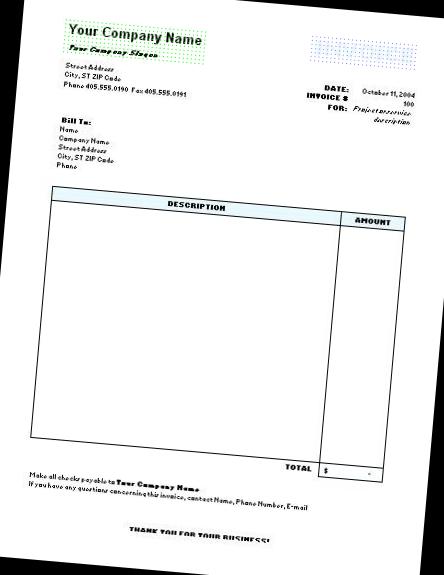 Your Company Name
Your Company Slogan
Street Address
City, ST ZIP Code
Phone 405.555.0190 Fax 405.555.0191
DATE: October 11, 2004
INVOICE # 100
FOR: Project or service
description
Bill To:
Name
Company Name
Street Address
City, ST ZIP Code
Phone
DESCRIPTION AMOUNT
TOTAL $ -
Make all checks payable to Your Company Name
If you have any questions concerning this invoice, contact Name, Phone Number, E-mail
THANK YOU FOR YOUR BUSINESS!